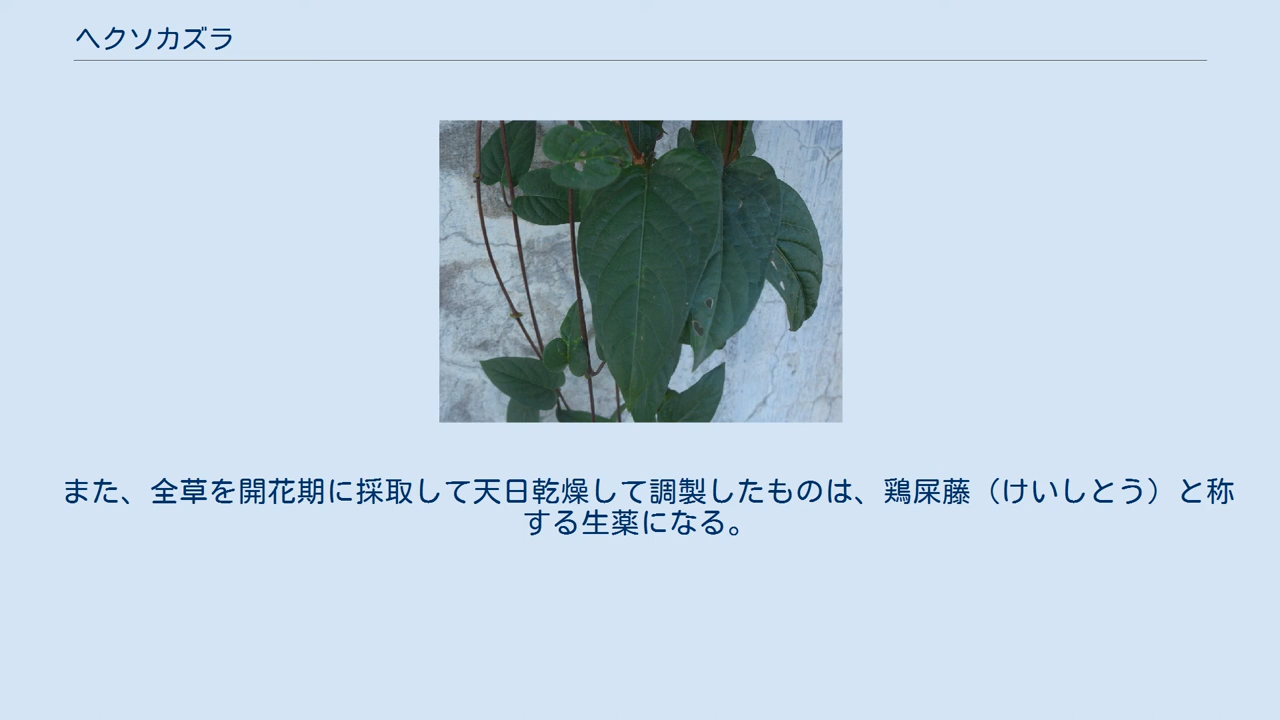 ヘクソカズラ
また、全草を開花期に採取して天日乾燥して調製したものは、鶏屎藤（けいしとう）と称
する生薬になる。